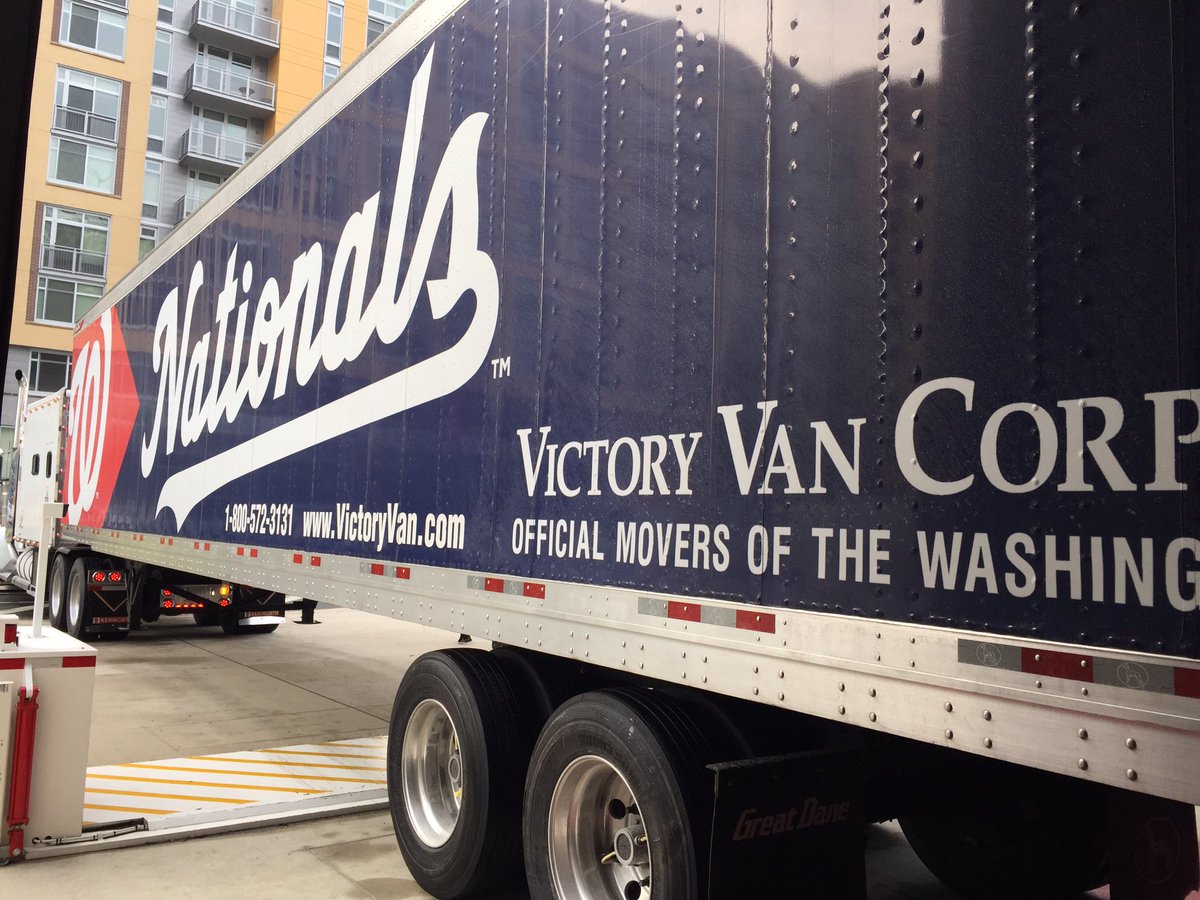 W
Nationals
TM
1-800-572-3131 www.VictoryVan.com
VICTORY VAN CORP
OFFICIAL MOVERS OF THE WASHING
KENWORTH
Great Dane